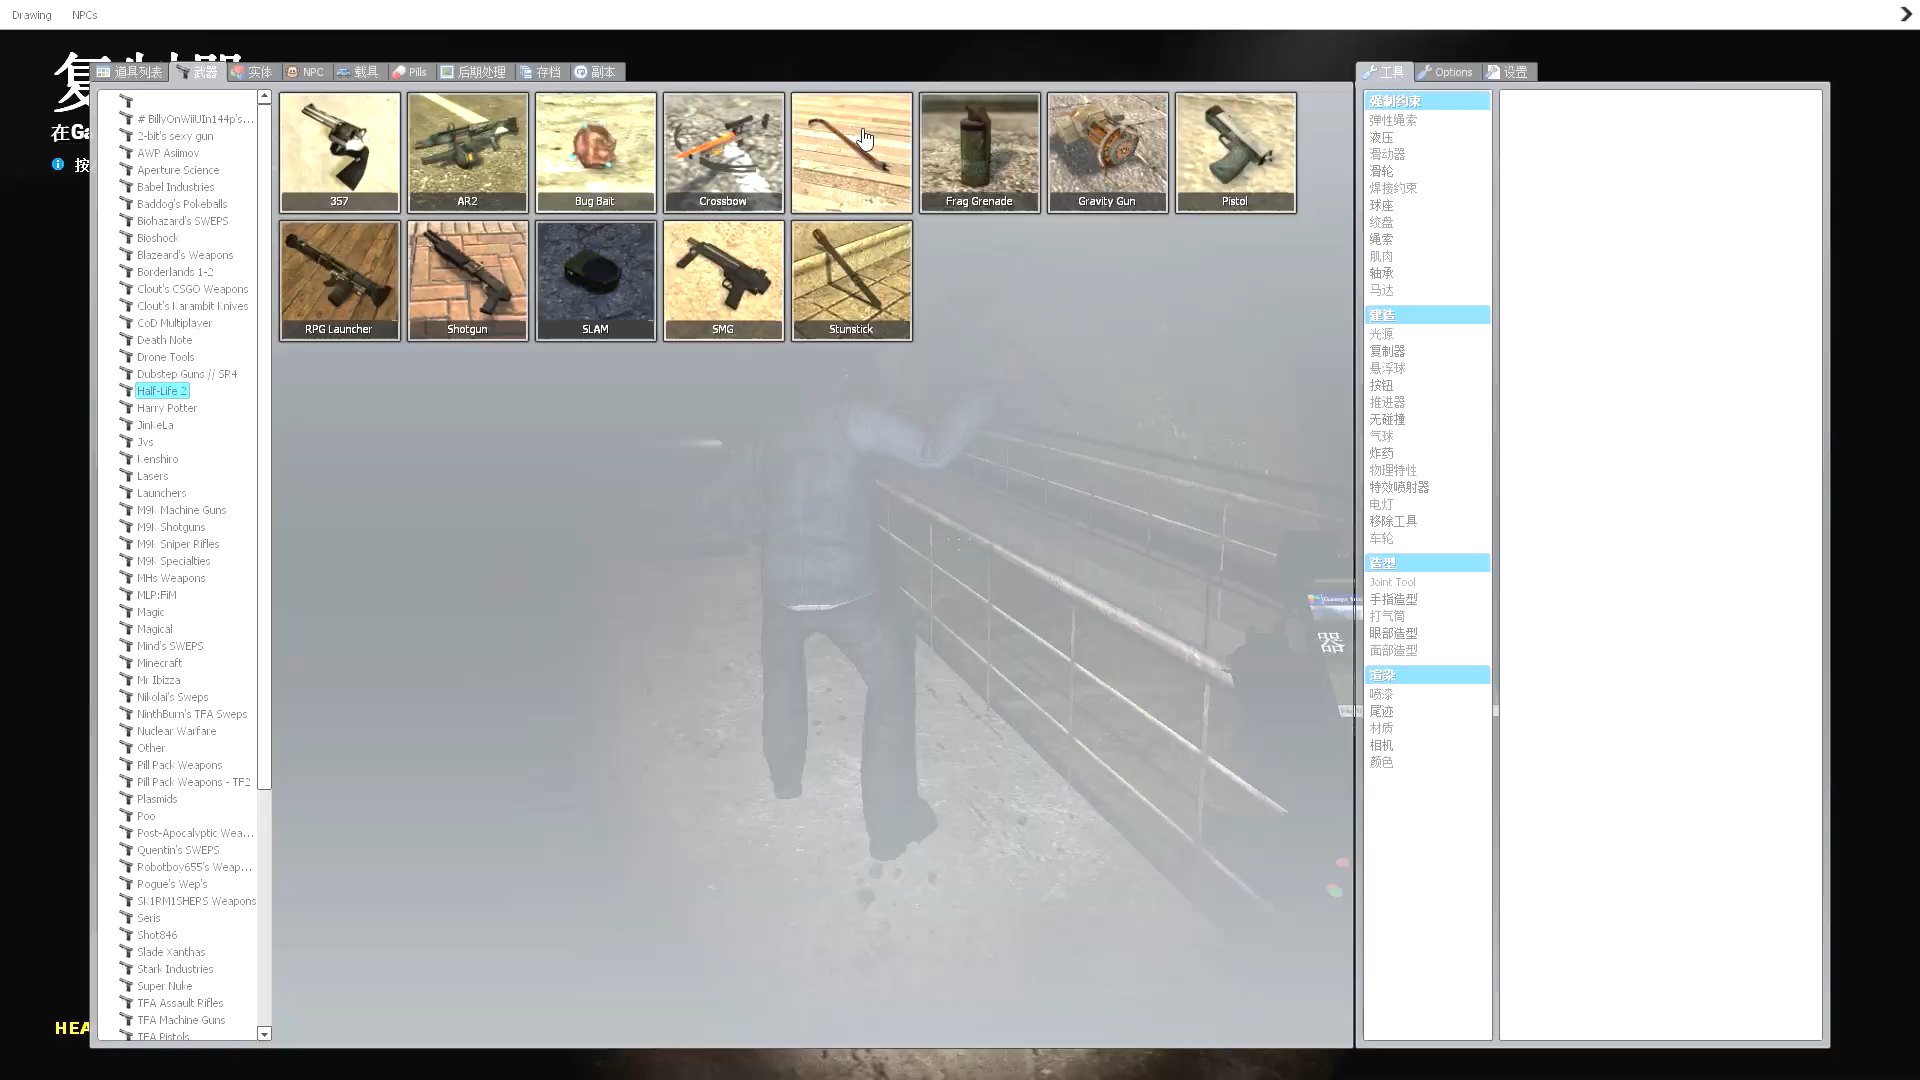 Drawing NPCs
复制器
在Ga
按
道具列表 武器 实体 NPC 载具 Pills 后期处理 存档 副本
工具 Options 设置
# BillyOnWiiUIn144p's...
2-bit's sexy gun
AWP Asiimov
Aperture Science
Babel Industries
Baddog's Pokeballs
Biohazard's SWEPS
Bioshock
Blazeard's Weapons
Borderlands 1-2
Clout's CSGO Weapons
Clout's Karambit Knives
CoD Multiplayer
Death Note
Drone Tools
Dubstep Guns // SR4
Half-Life 2
Harry Potter
JinKeLa
Jvs
Kenshiro
Lasers
Launchers
M9K Machine Guns
M9K Shotguns
M9K Sniper Rifles
M9K Specialties
MHs Weapons
MLP:FiM
Magic
Magical
Mind's SWEPS
Minecraft
Mr Ibizza
Nikolai's Sweps
NinthBurn's TFA Sweps
Nuclear Warfare
Other
Pill Pack Weapons
Pill Pack Weapons - TF2
Plasmids
Poo
Post-Apocalyptic Wea...
Quentin's SWEPS
Robotboy655's Weap...
Rogue's Wep's
SK1RM1SHERS Weapons
Seris
Shot846
Slade Xanthas
Stark Industries
Super Nuke
TFA Assault Rifles
TFA Machine Guns
TFA Pistols
HEA
357
AR2
Bug Bait
Crossbow
Frag Grenade
Gravity Gun
Pistol
RPG Launcher
Shotgun
SLAM
SMG
Stunstick
器
强制约束
弹性绳索
液压
滑动器
滑轮
焊接约束
球座
绞盘
绳索
肌肉
轴承
马达
建造
光源
复制器
悬浮球
按钮
推进器
无碰撞
气球
炸药
物理特性
特效喷射器
电灯
移除工具
车轮
造型
Joint Tool
手指造型
打气筒
眼部造型
面部造型
渲染
喷漆
尾迹
材质
相机
颜色